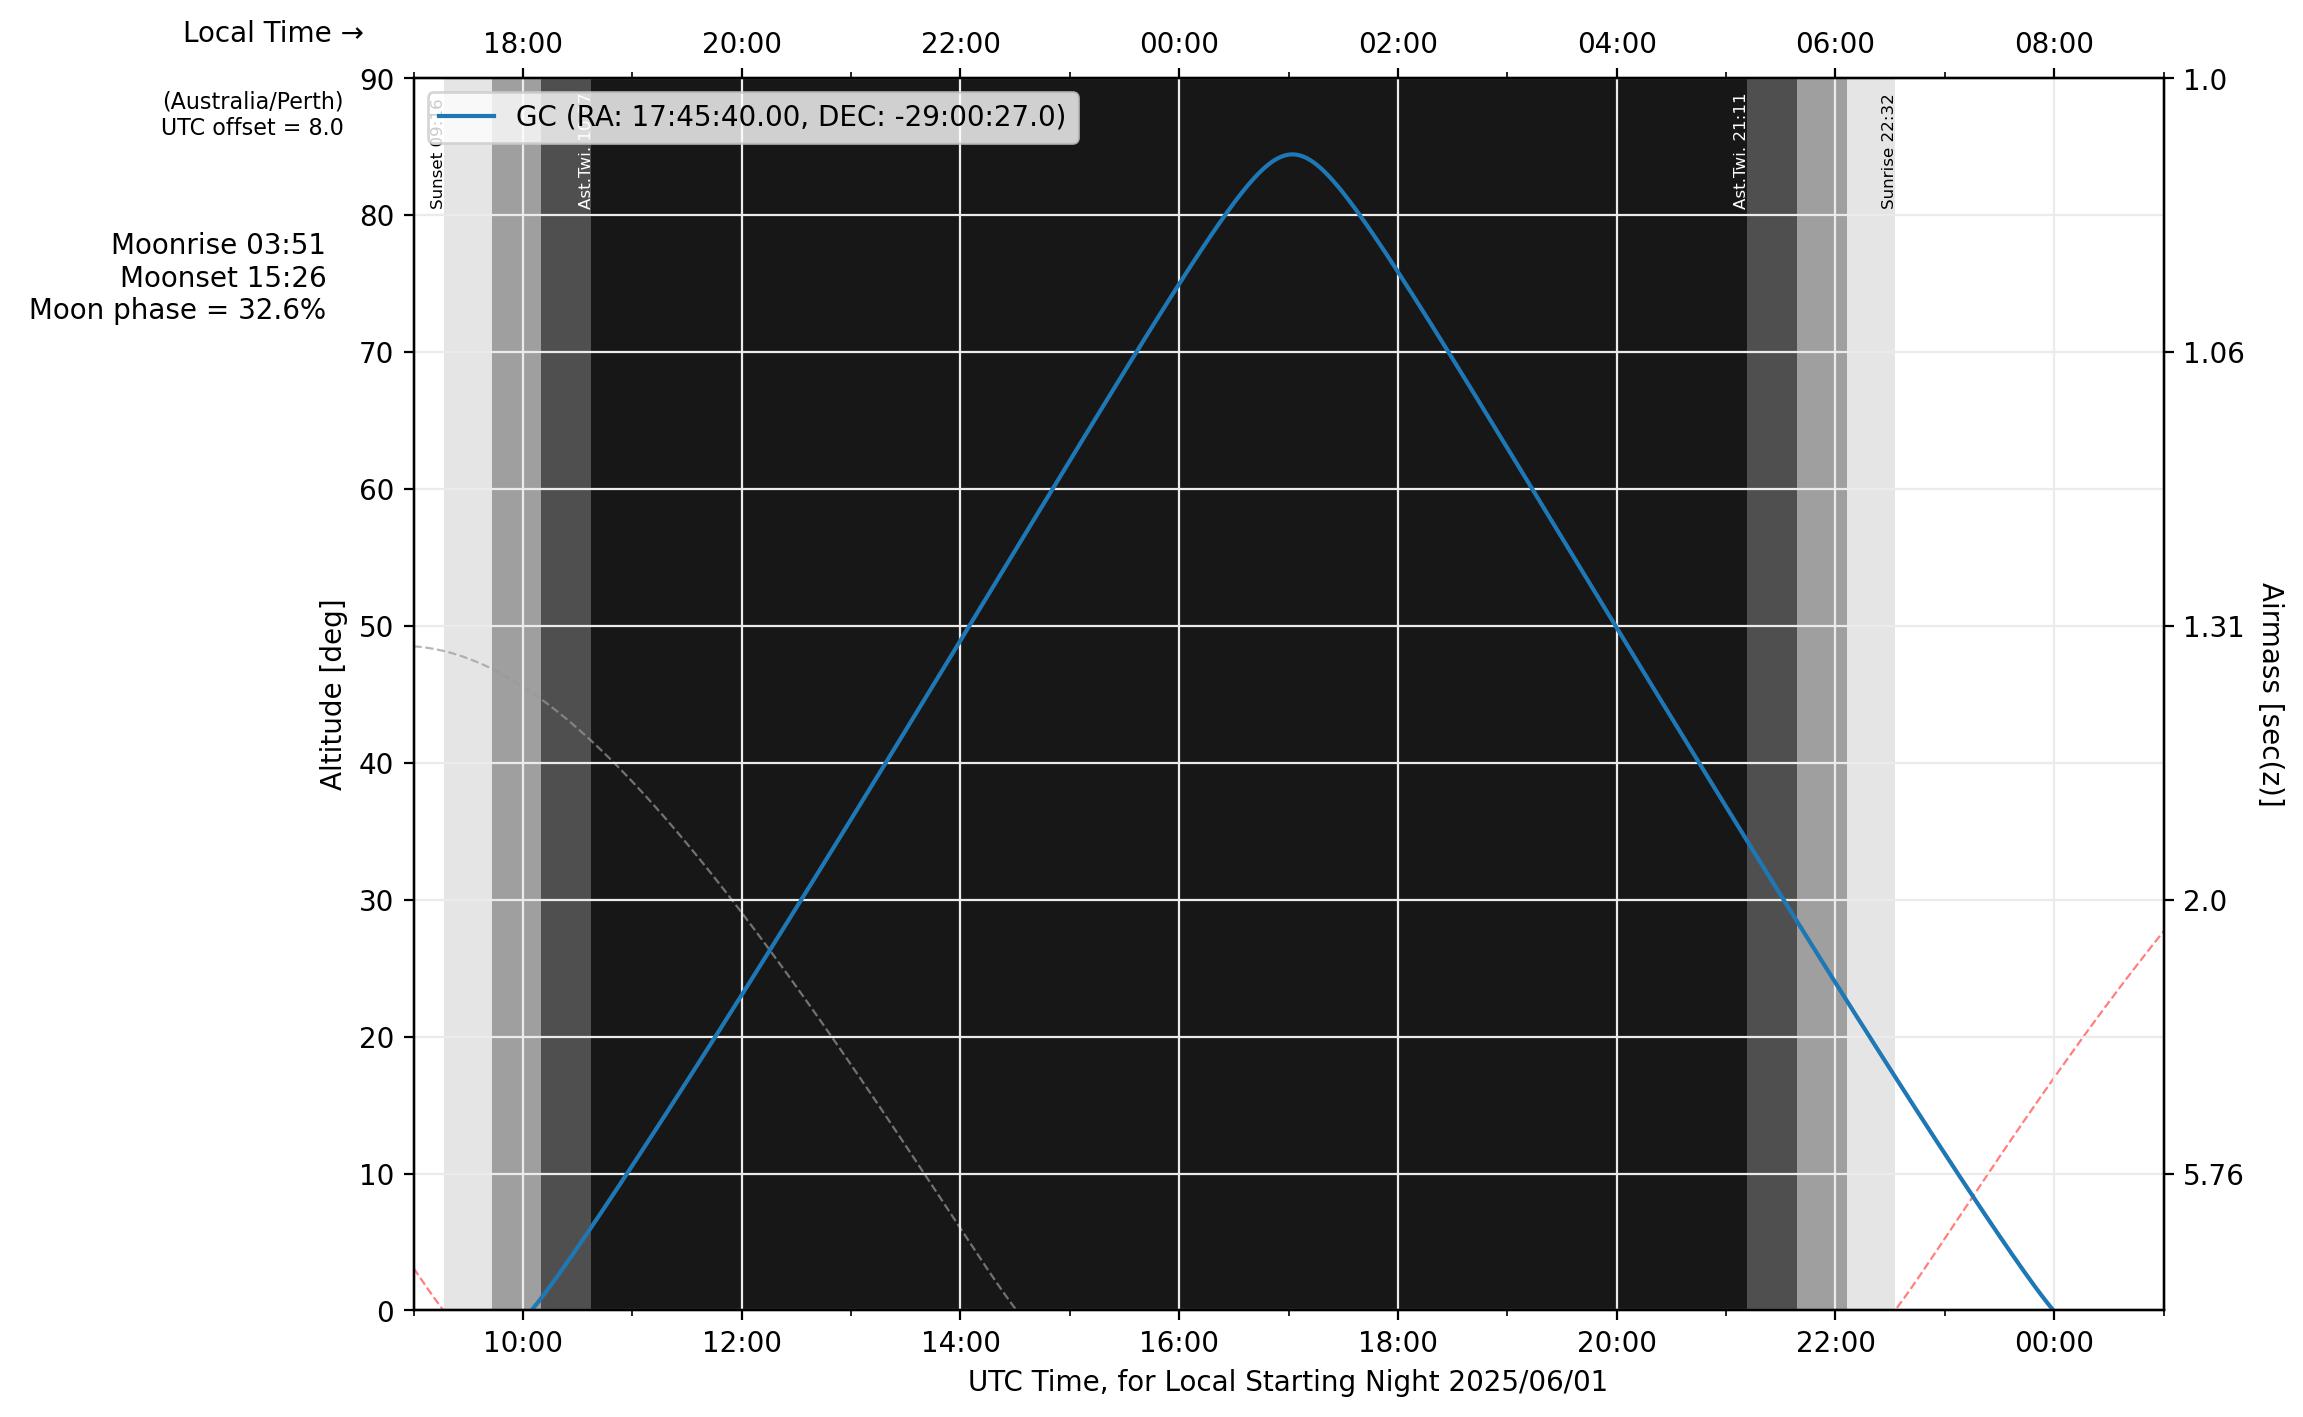 Local Time →
18:00 20:00 22:00 00:00 02:00 04:00 06:00 08:00
(Australia/Perth)
UTC offset = 8.0
Moonrise 03:51
Moonset 15:26
Moon phase = 32.6%
GC (RA: 17:45:40.00, DEC: -29:00:27.0)
Sunset 09:16
Ast.Twi.
Ast.Twi. 21:11
Sunrise 22:32
Altitude [deg]
90
80
70
60
50
40
30
20
10
0
1.0
1.06
1.31
2.0
5.76
Airmass [sec(z)]
10:00 12:00 14:00 16:00 18:00 20:00 22:00 00:00
UTC Time, for Local Starting Night 2025/06/01